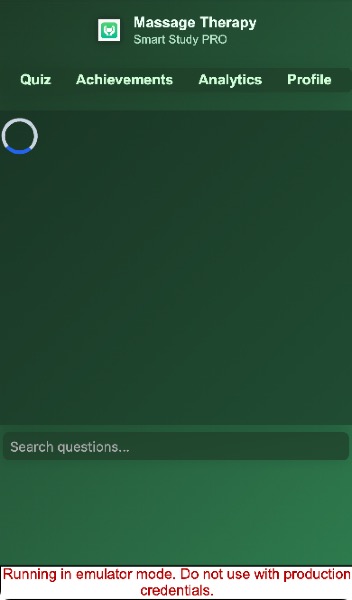 Massage Therapy
Smart Study PRO
Quiz Achievements Analytics Profile
Search questions...
Running in emulator mode. Do not use with production
credentials.